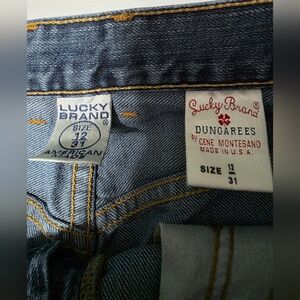 LUCKY
BRAND®
SIZE
12
31
AMERICAN
Lucky Brand®
DUNGAREES
by GENE MONTESANO
MADE IN U.S.A.
SIZE 12
31